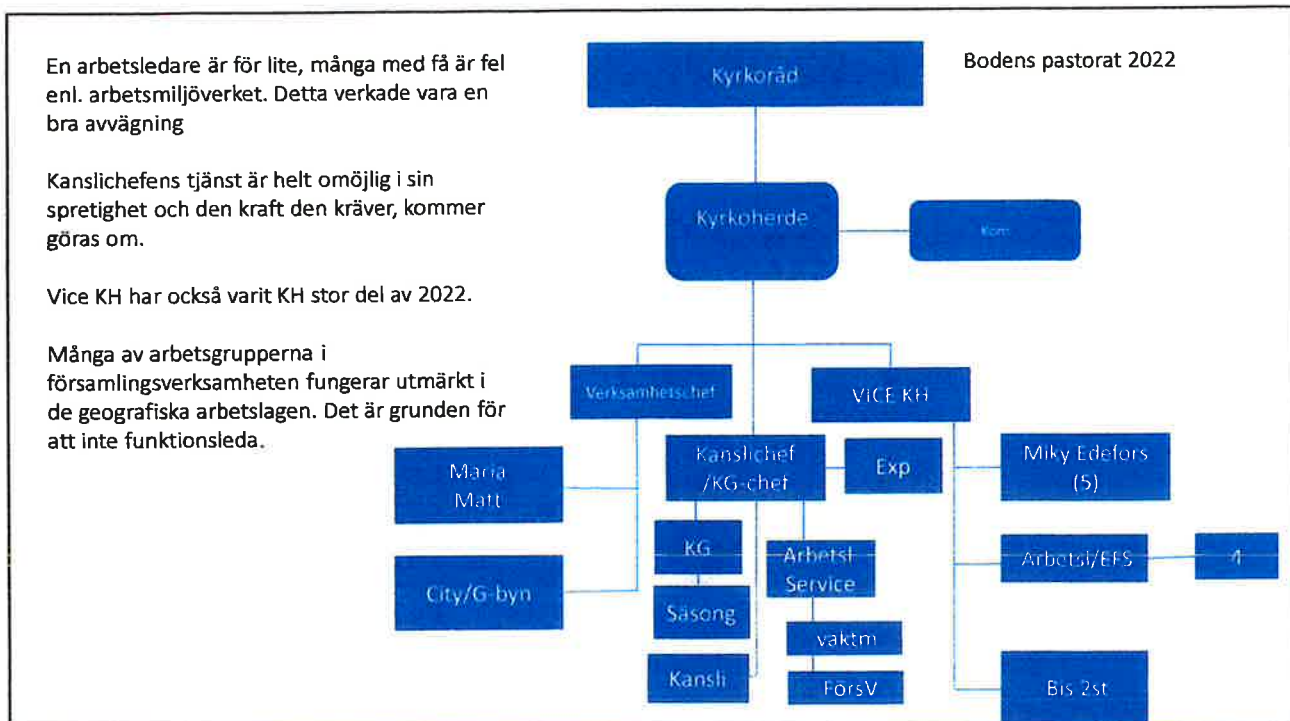 En arbetsledare är för lite, många med få är fel
enl. arbetsmiljöverket. Detta verkade vara en
bra avvägning
Kanslichefens tjänst är helt omöjlig i sin
spretighet och den kraft den kräver, kommer
göras om.
Vice KH har också varit KH stor del av 2022.
Många av arbetsgrupperna i
församlingsverksamheten fungerar utmärkt i
de geografiska arbetslagen. Det är grunden för
att inte funktionsleda.
Bodens pastorat 2022
Kyrkoråd
Kyrkoherde
Kom
Verksamhetschef
VICE KH
Maria
Matt
City/G-byn
Kanslichef
/KG-chef
Exp
KG
Säsong
Kansli
Arbetsl
Service
vaktm
FörsV
Miky Edefors
(5)
Arbetsl/EFS
4
Bis 2st